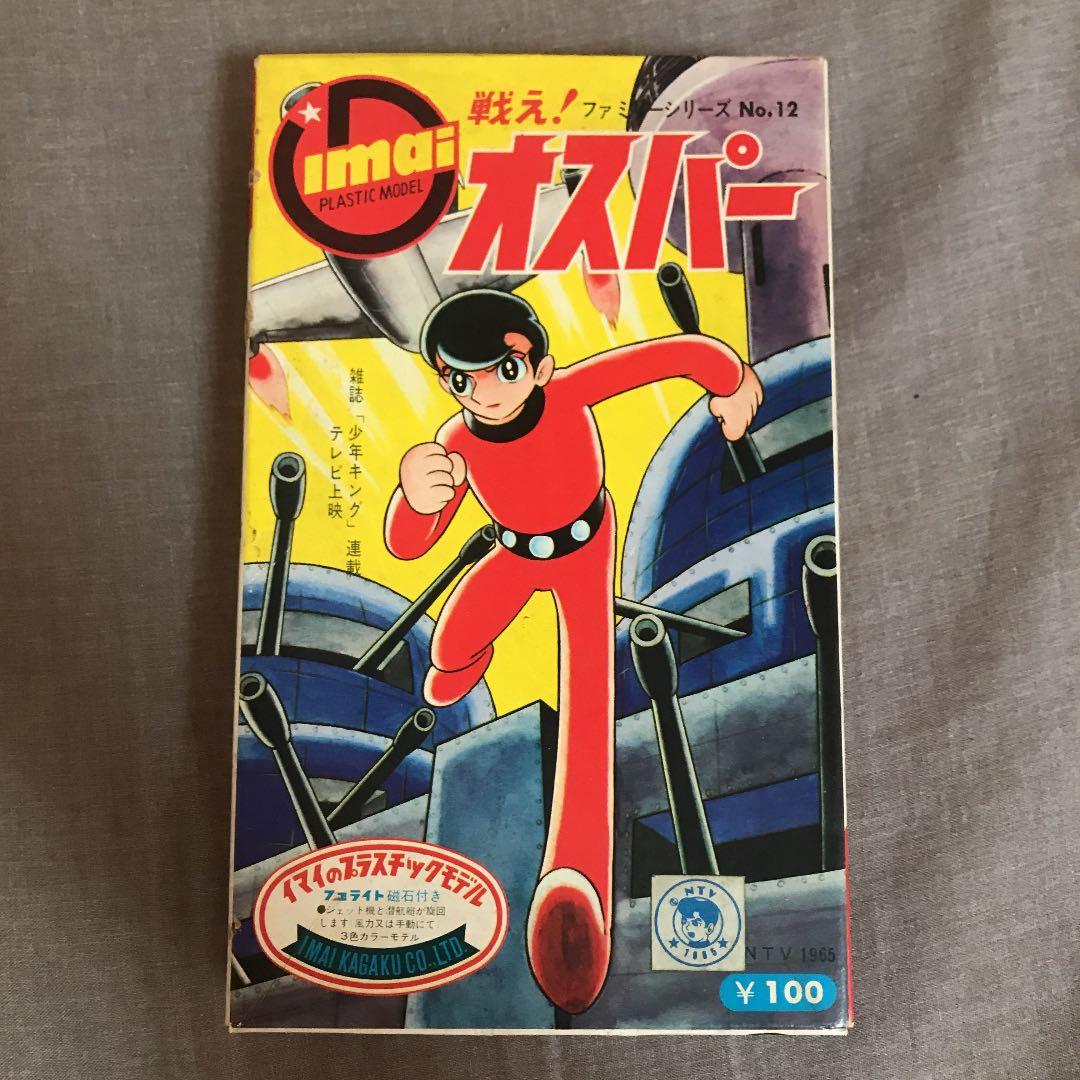 imai
PLASTIC MODEL
戦え!
ファミリーシリーズ No.12
オスパー
雑誌「少年キング」連載
テレビ上映
イマイのプラスチックモデル
フェライト磁石付き
●ジェット機と潜航艇が旋回
します 風力又は手動にて
3色カラーモデル
IMAI KAGAKU CO.,LTD.
©NTV
1965
NTV 1965
¥100